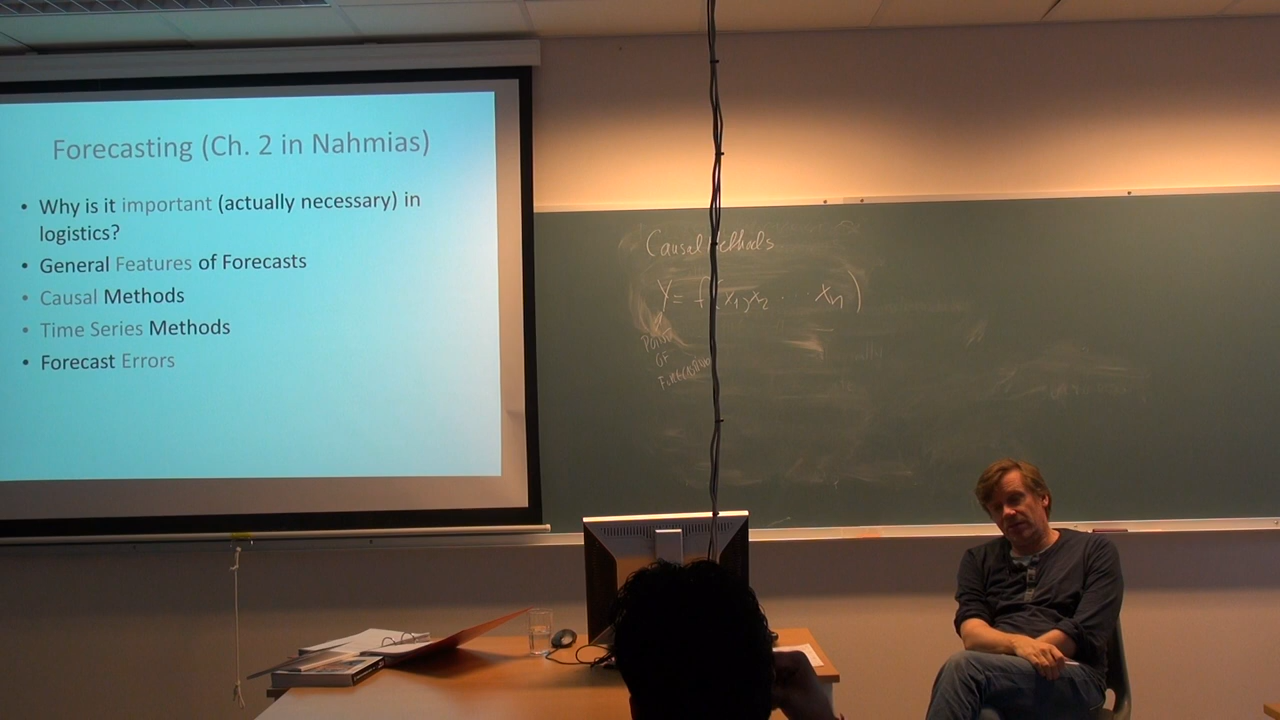 Forecasting (Ch. 2 in Nahmias)
• Why is it important (actually necessary) in
logistics?
• General Features of Forecasts
• Causal Methods
• Time Series Methods
• Forecast Errors
Causal Methods
Y = f(x₁, x₂ ... xₙ)
POINT
OF